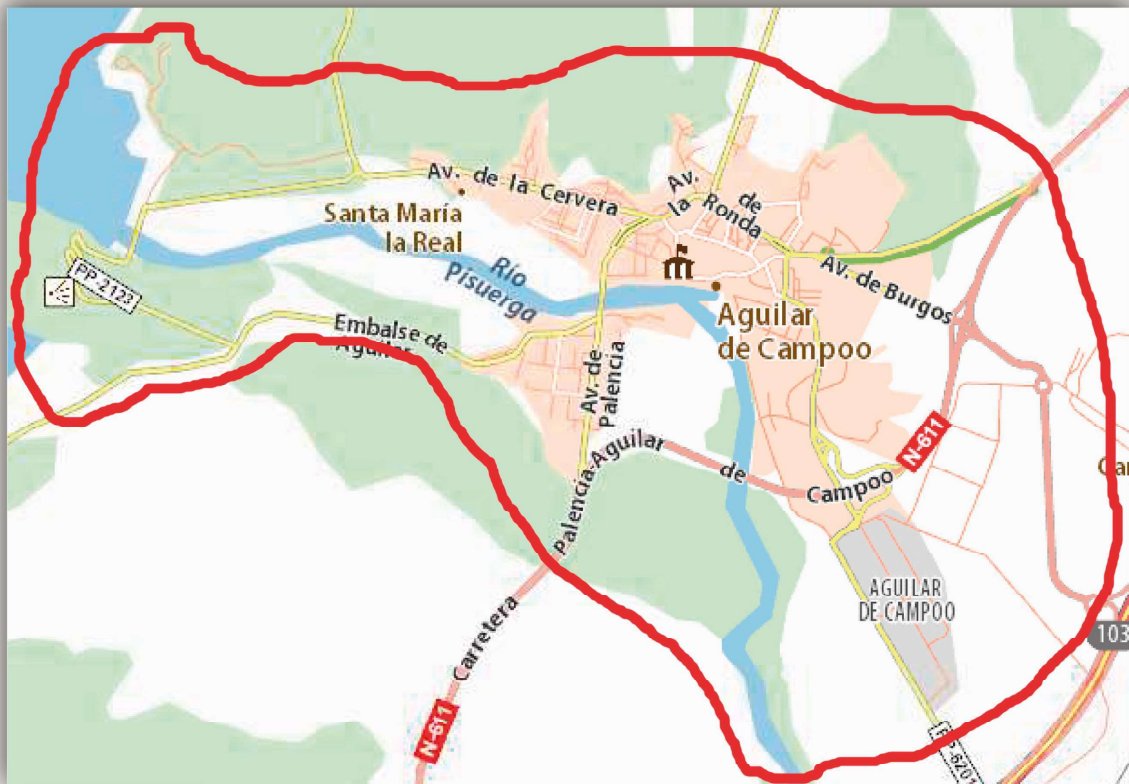 Av. de la Cervera
Av. de
la Ronda
Santa María
la Real
Río
Pisuerga
PP-2122
Embalse de
Aguilar
Av. de Burgos
Aguilar
de Campoo
Av. de
Palencia
N-611
Carretera Palencia-Aguilar de Campoo
AGUILAR
DE CAMPOO
103
N-611